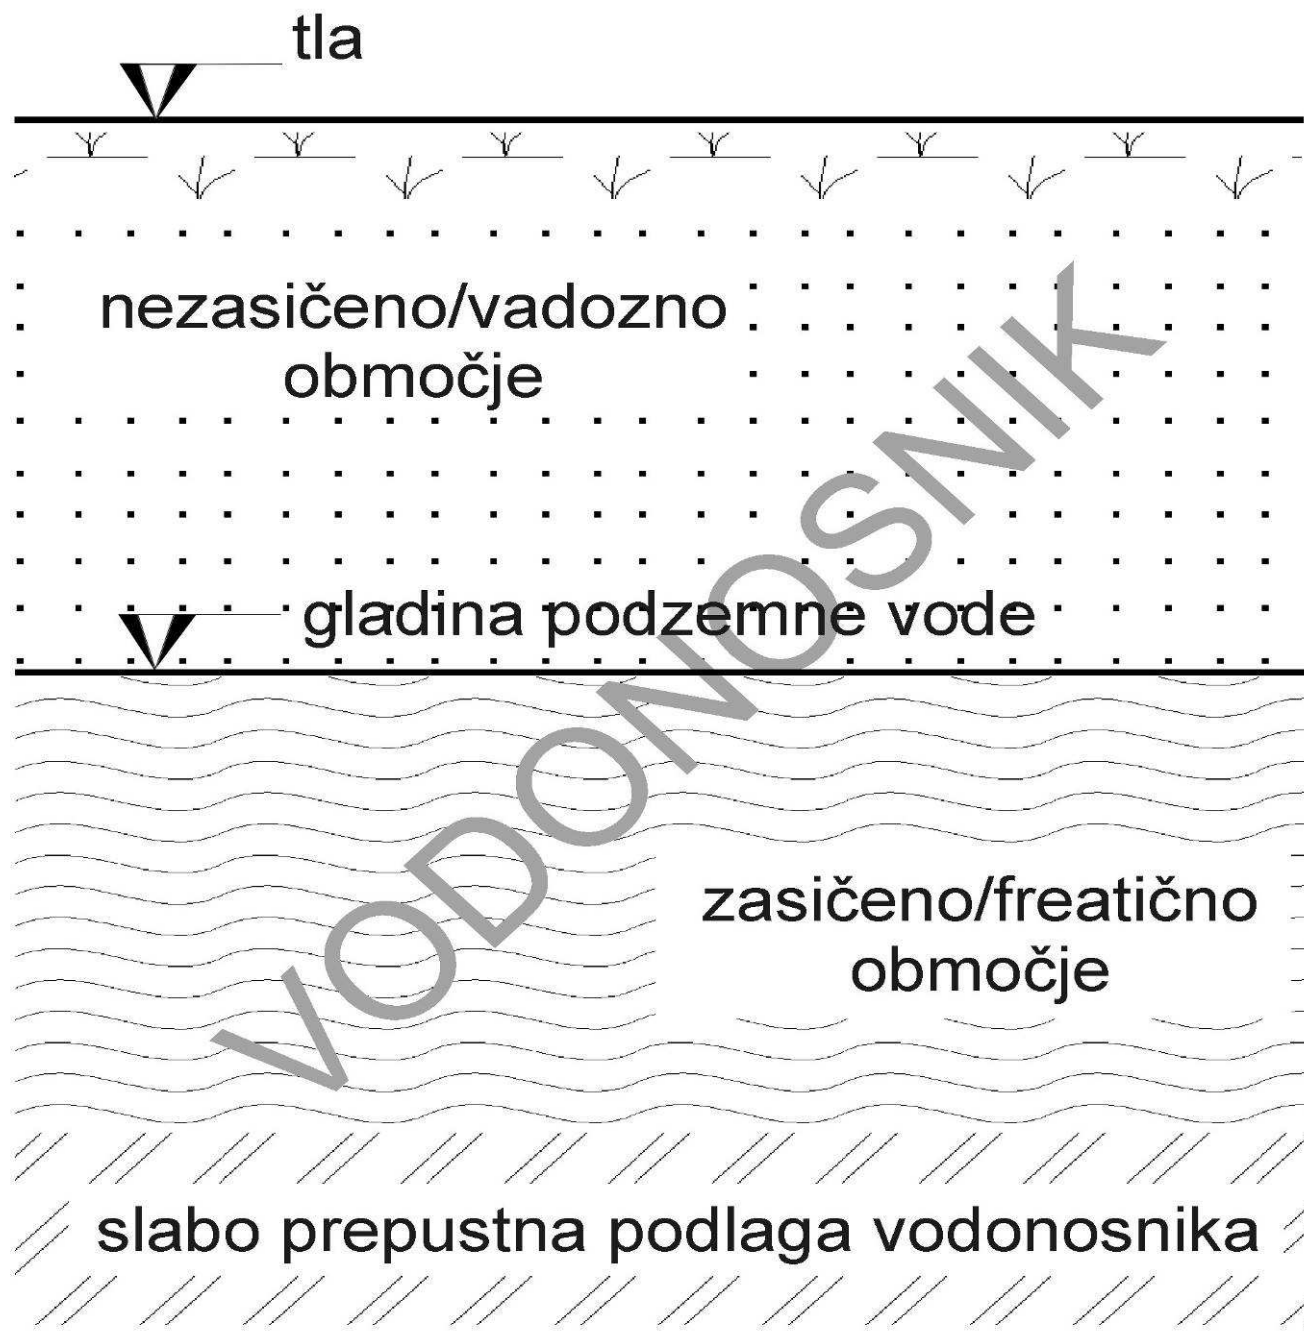 tla
nezasičeno/vadozno
območje
VODONOSNIK
gladina podzemne vode
zasičeno/freatično
območje
slabo prepustna podlaga vodonosnika